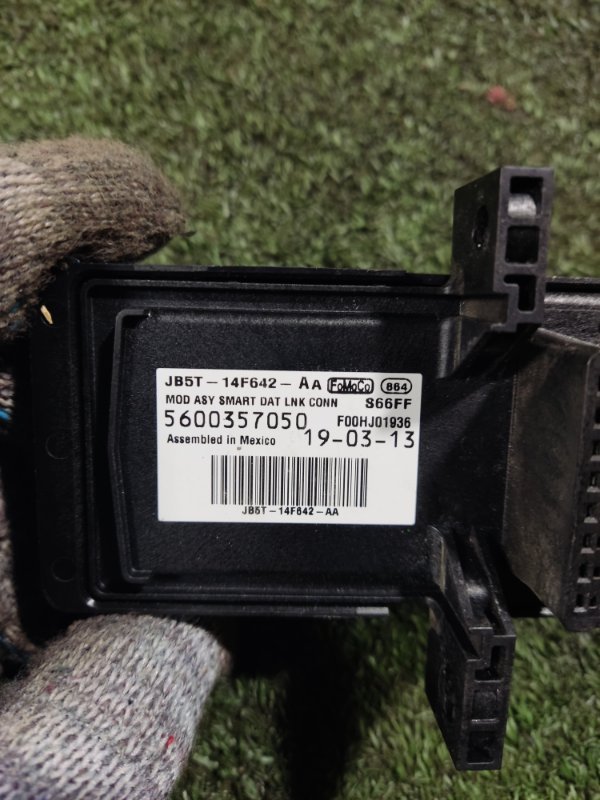 JB5T-14F642-AA FoMoCo 864
MOD ASY SMART DAT LNK CONN S66FF
5600357050 F00HJ01936
Assembled in Mexico 19-03-13
JB5T-14F642-AA